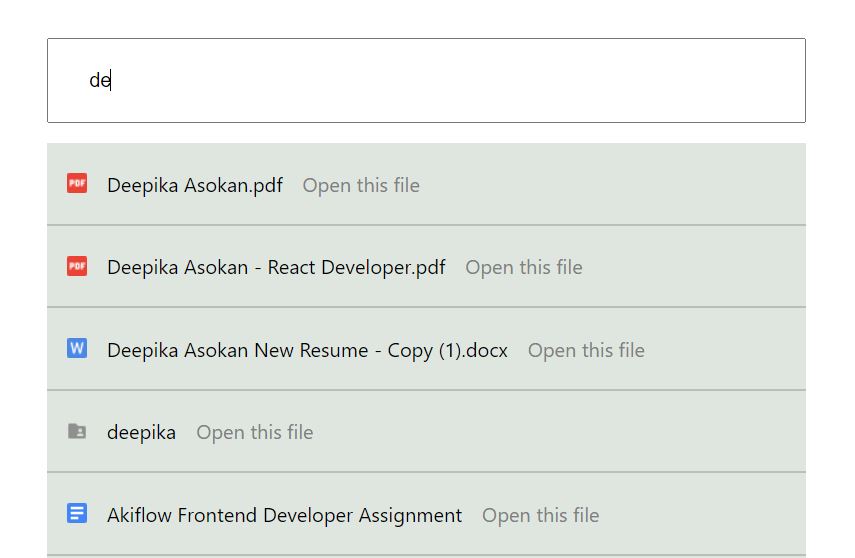 de
PDF Deepika Asokan.pdf Open this file
PDF Deepika Asokan - React Developer.pdf Open this file
W Deepika Asokan New Resume - Copy (1).docx Open this file
deepika Open this file
Akiflow Frontend Developer Assignment Open this file